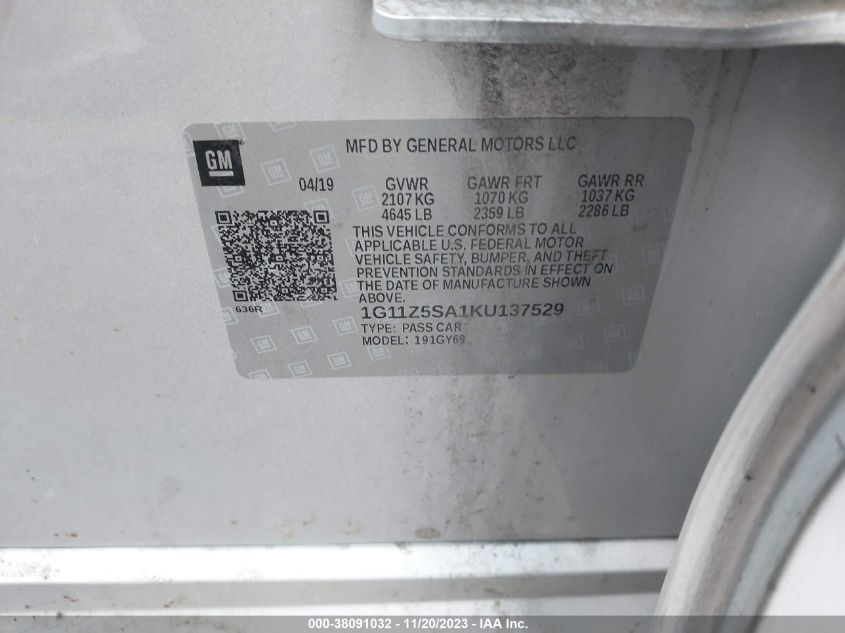 GM
MFD BY GENERAL MOTORS LLC
04/19 GVWR GAWR FRT GAWR RR
2107 KG 1070 KG 1037 KG
4645 LB 2359 LB 2286 LB
THIS VEHICLE CONFORMS TO ALL
APPLICABLE U.S. FEDERAL MOTOR
VEHICLE SAFETY, BUMPER, AND THEFT
PREVENTION STANDARDS IN EFFECT ON
THE DATE OF MANUFACTURE SHOWN
ABOVE.
636R
1G11Z5SA1KU137529
TYPE: PASS CAR
MODEL: 191GY69
000-38091032 - 11/20/2023 - IAA Inc.